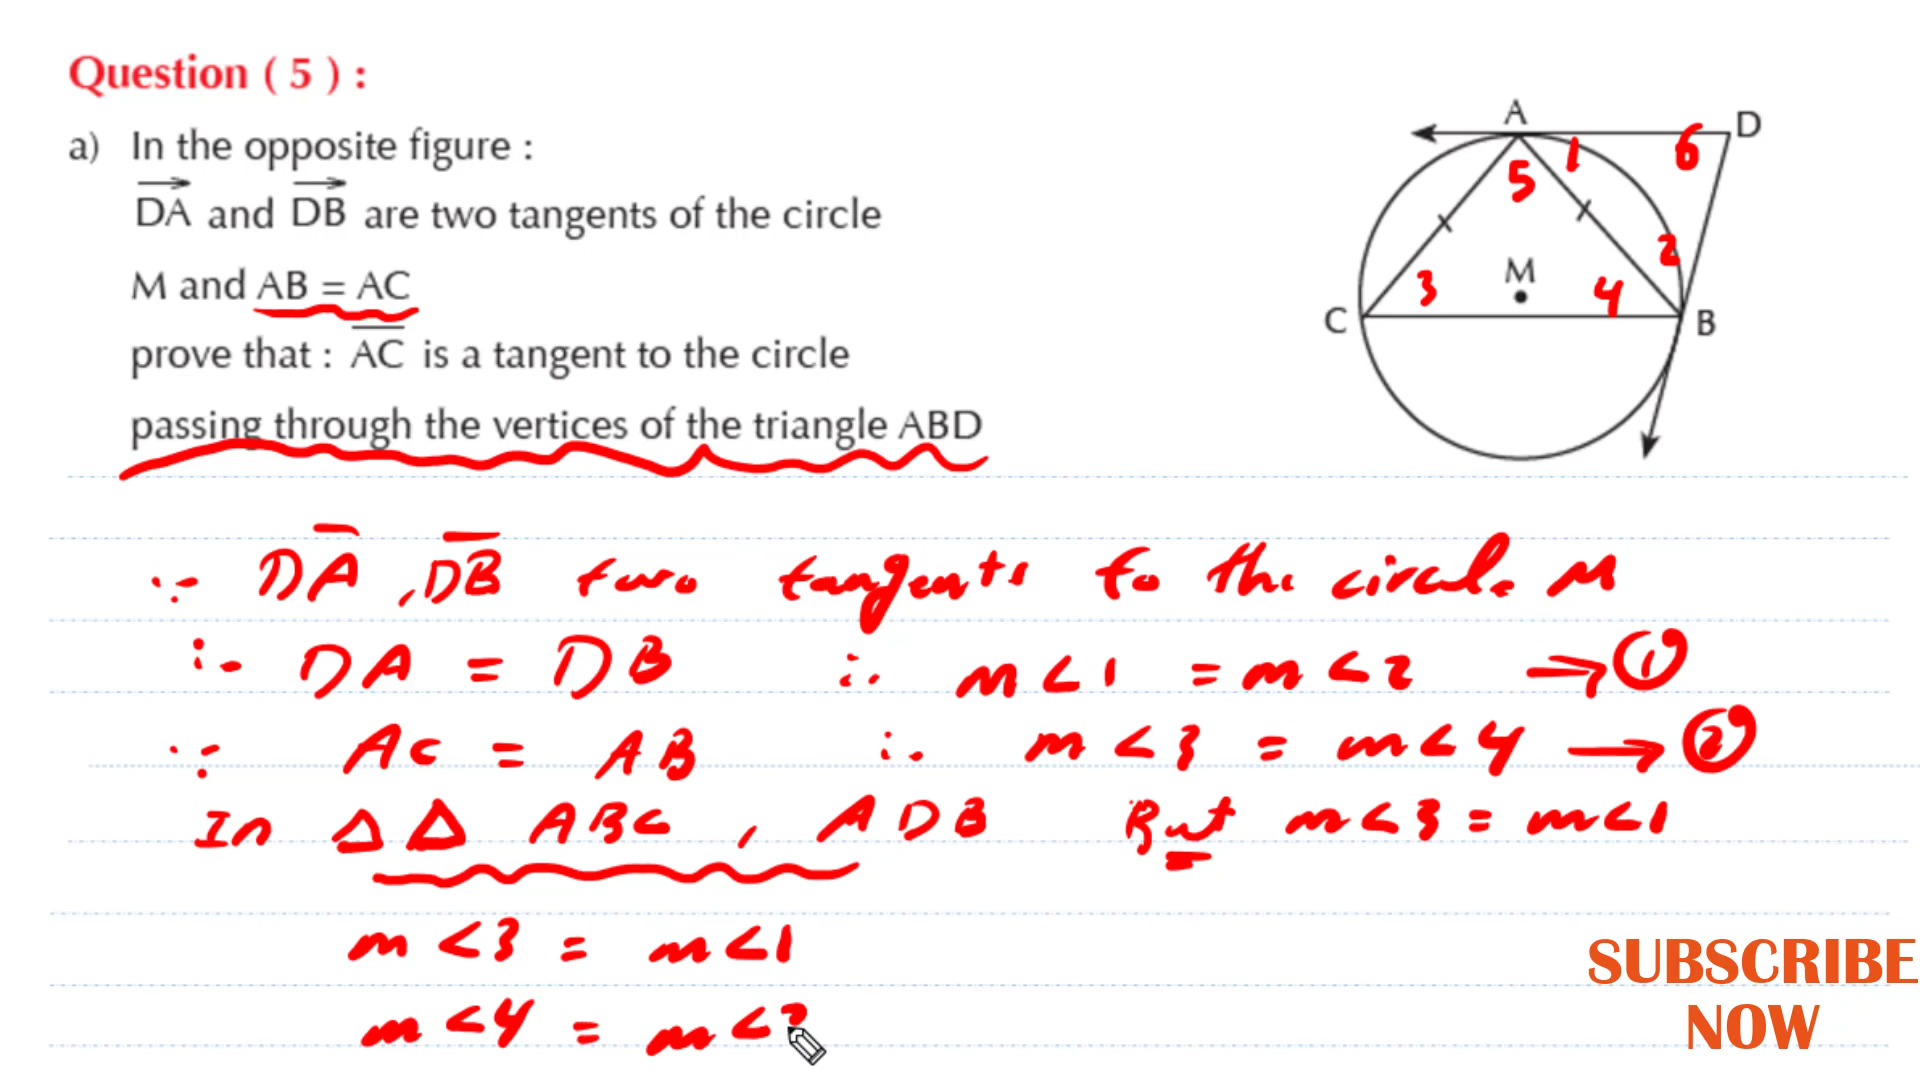 Question ( 5 ) :
a) In the opposite figure :
DA and DB are two tangents of the circle
M and AB = AC
prove that : AC is a tangent to the circle
passing through the vertices of the triangle ABD
A
D
6
1
5
2
M
3
4
C
B
∵ DA , DB two tangents to the circle M
∴ DA = DB ∴ m<1 = m<2 → ①
∵ AC = AB ∴ m<3 = m<4 → ②
In ΔΔ ABC , ADB But m<3 = m<1
m<3 = m<1
m<4 = m<2
SUBSCRIBE
NOW